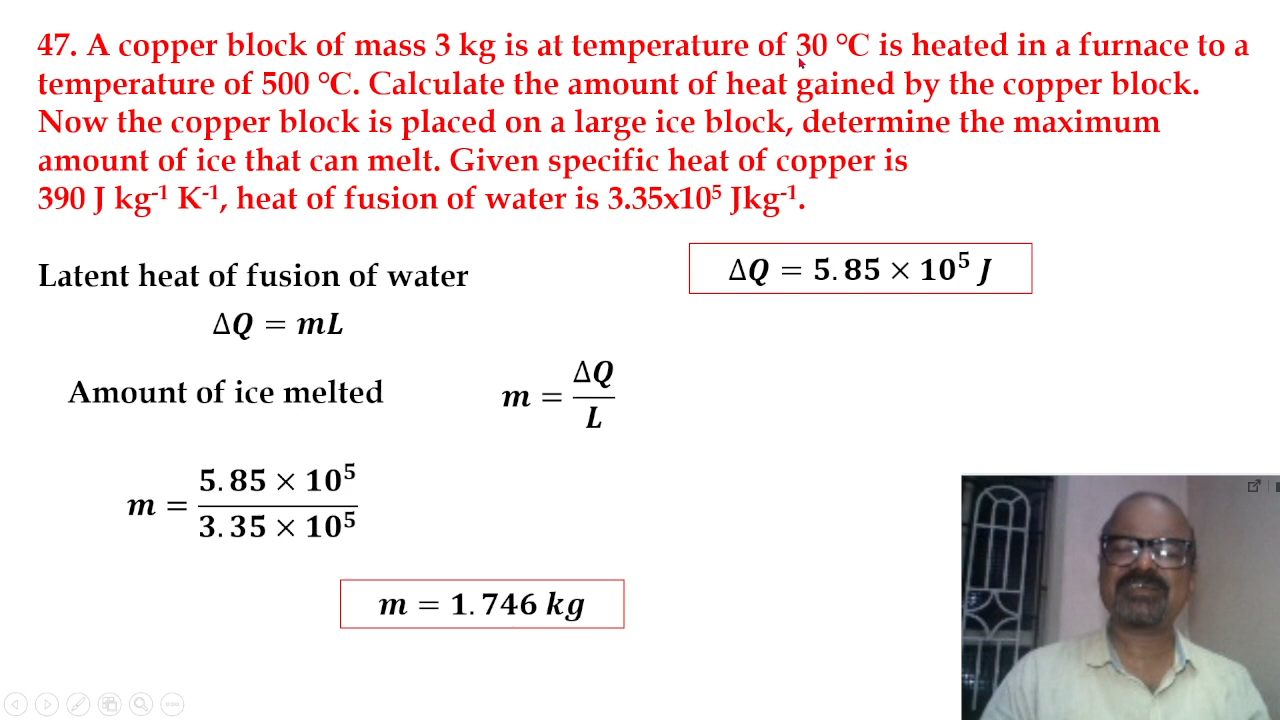 47. A copper block of mass 3 kg is at temperature of 30 °C is heated in a furnace to a
temperature of 500 °C. Calculate the amount of heat gained by the copper block.
Now the copper block is placed on a large ice block, determine the maximum
amount of ice that can melt. Given specific heat of copper is
390 J kg⁻¹ K⁻¹, heat of fusion of water is 3.35x10⁵ Jkg⁻¹.
Latent heat of fusion of water
ΔQ = 5.85 × 10⁵ J
ΔQ = mL
Amount of ice melted
m = ΔQ / L
m = 5.85 × 10⁵ / 3.35 × 10⁵
m = 1.746 kg